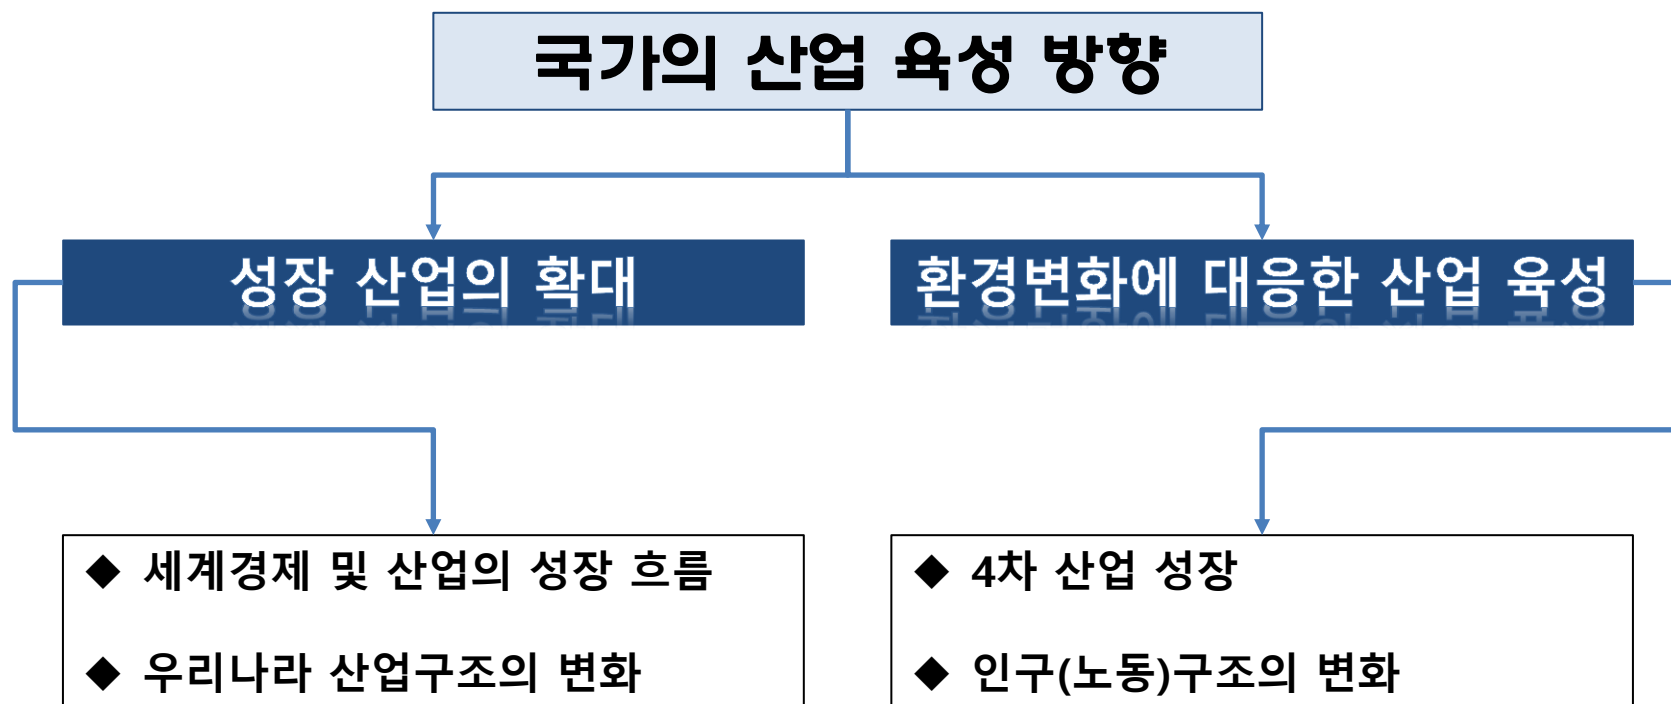 국가의 산업 육성 방향
성장 산업의 확대
환경변화에 대응한 산업 육성
◆ 세계경제 및 산업의 성장 흐름
◆ 우리나라 산업구조의 변화
◆ 4차 산업 성장
◆ 인구(노동)구조의 변화